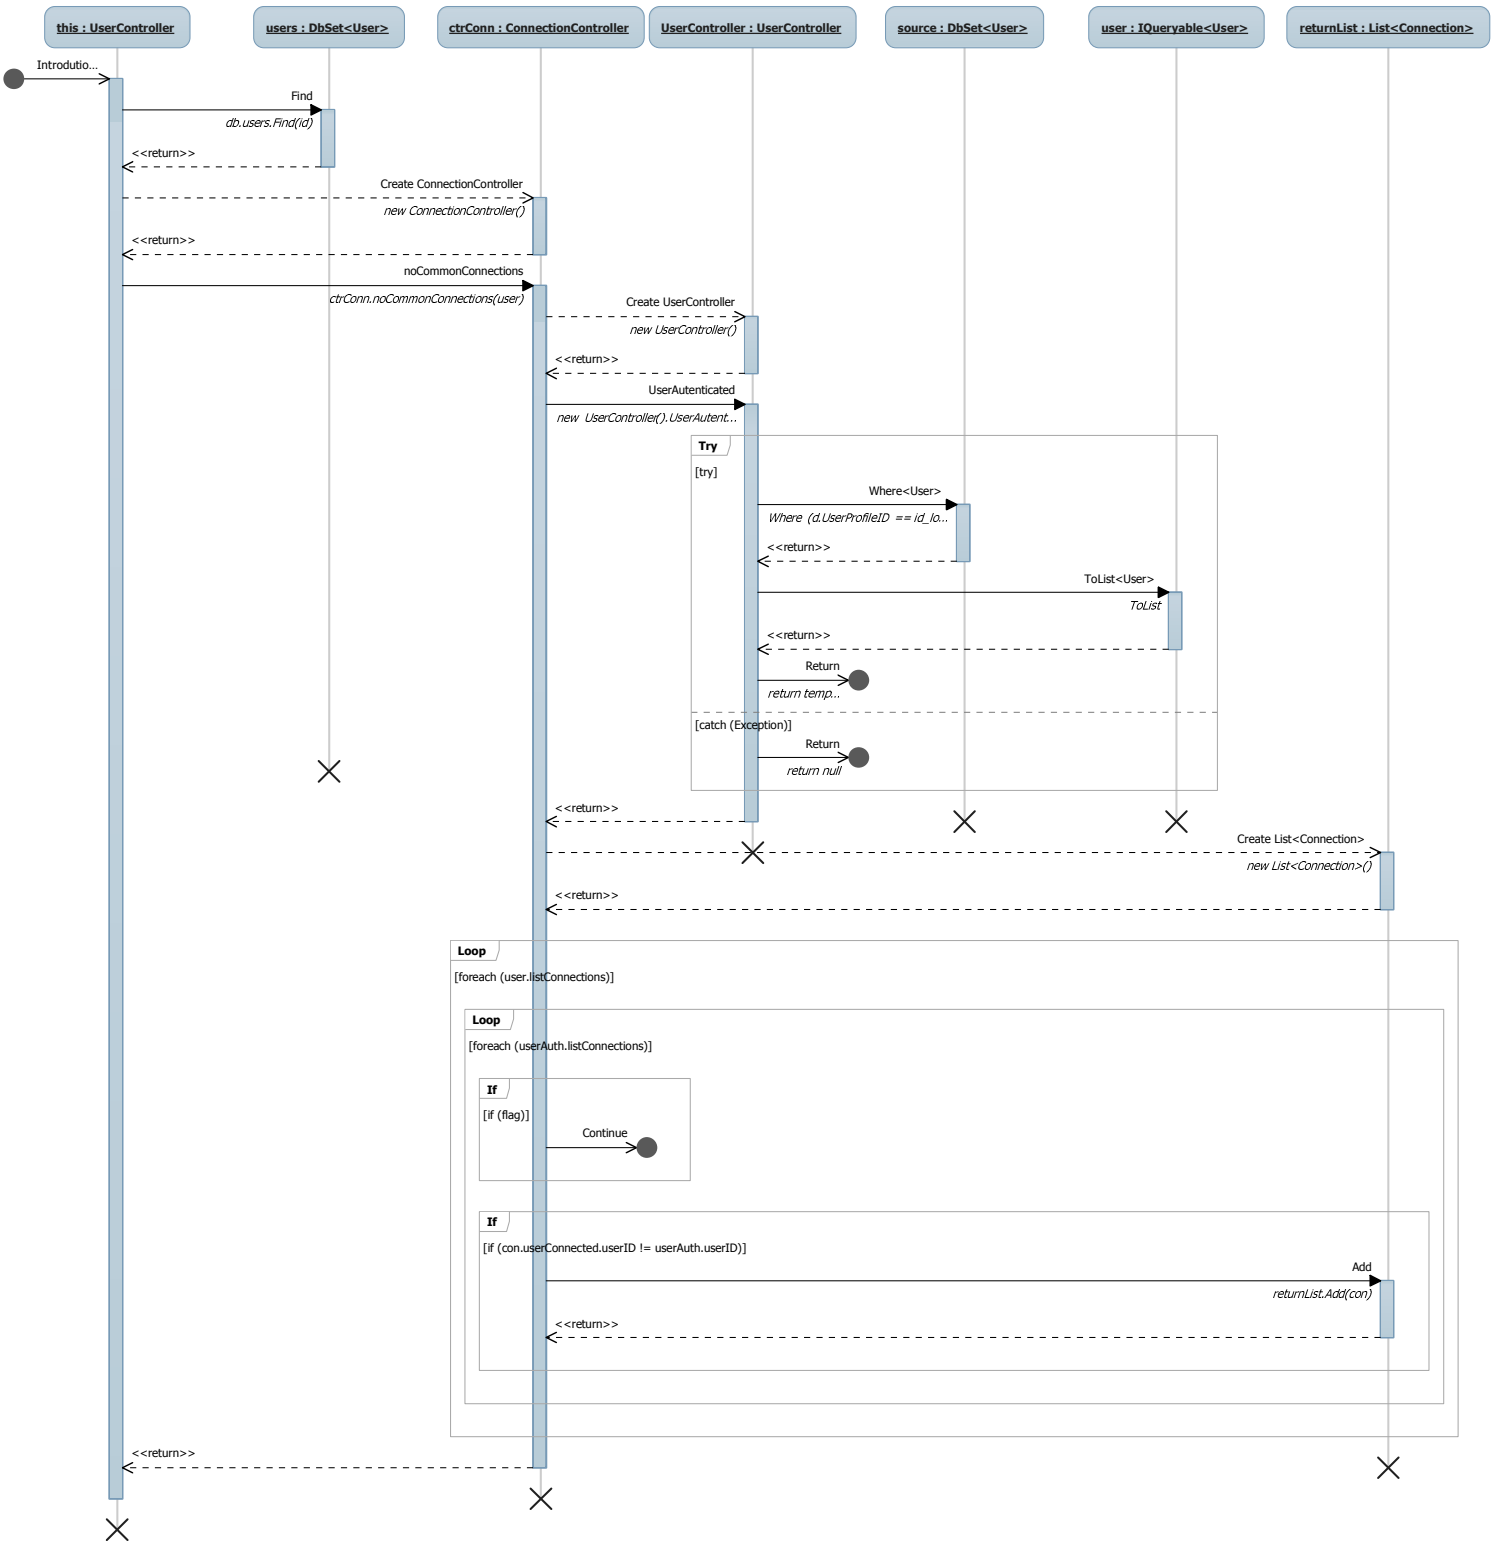 this : UserController
users : DbSet<User>
ctrConn : ConnectionController
UserController : UserController
source : DbSet<User>
user : IQueryable<User>
returnList : List<Connection>
Introdutio...
Find
db.users.Find(id)
<<return>>
Create ConnectionController
new ConnectionController()
<<return>>
noCommonConnections
ctrConn.noCommonConnections(user)
Create UserController
new UserController()
<<return>>
UserAutenticated
new UserController().UserAutent...
Try
[try]
Where<User>
Where (d.UserProfileID == id_lo...
<<return>>
ToList<User>
ToList
<<return>>
Return
return temp...
[catch (Exception)]
Return
return null
<<return>>
Create List<Connection>
new List<Connection>()
<<return>>
Loop
[foreach (user.listConnections)]
Loop
[foreach (userAuth.listConnections)]
If
[if (flag)]
Continue
If
[if (con.userConnected.userID != userAuth.userID)]
Add
returnList.Add(con)
<<return>>
<<return>>